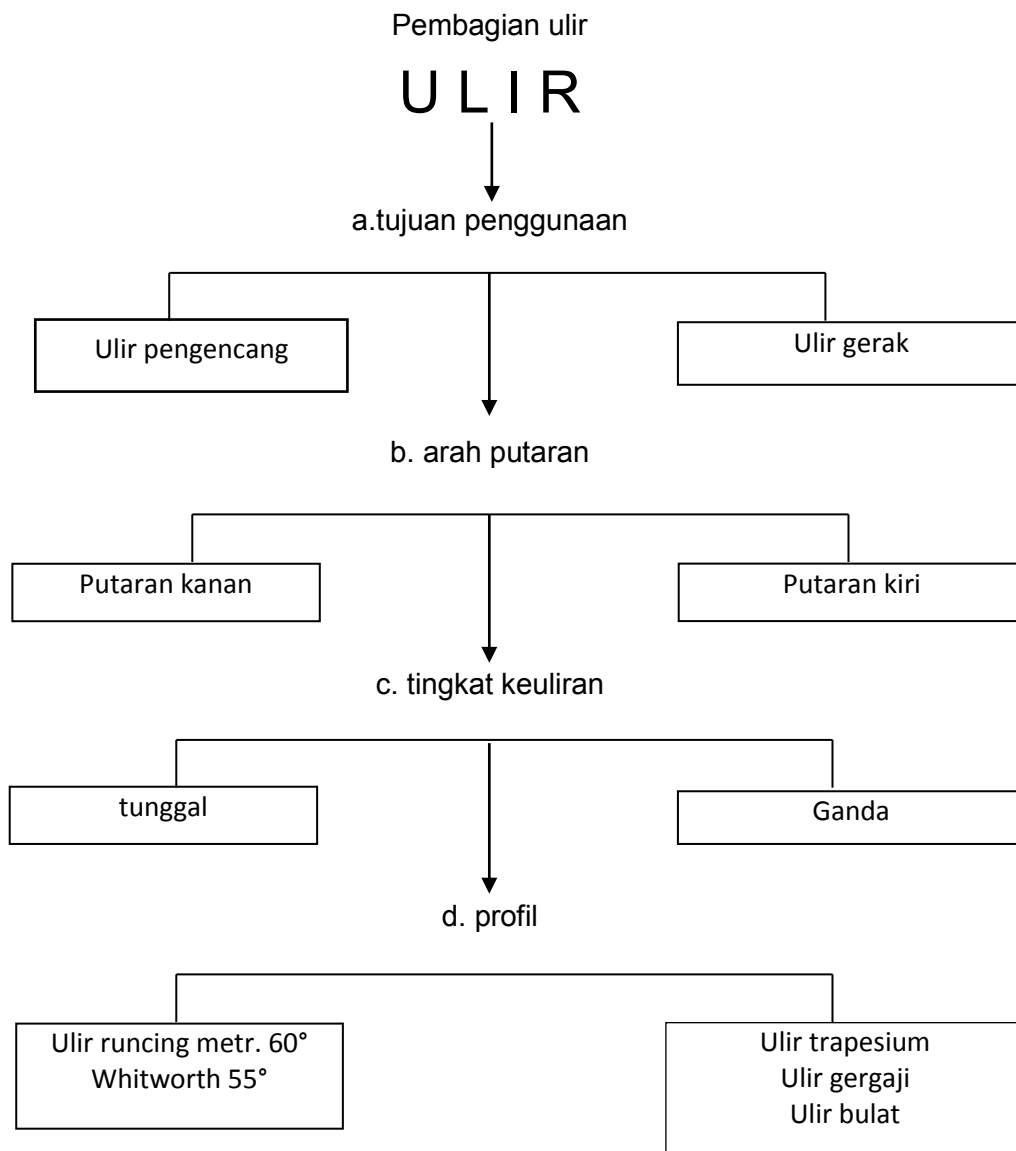 Pembagian ulir
U L I R
a.tujuan penggunaan
Ulir pengencang
Ulir gerak
b. arah putaran
Putaran kanan
Putaran kiri
c. tingkat keuliran
tunggal
Ganda
d. profil
Ulir runcing metr. 60°
Whitworth 55°
Ulir trapesium
Ulir gergaji
Ulir bulat